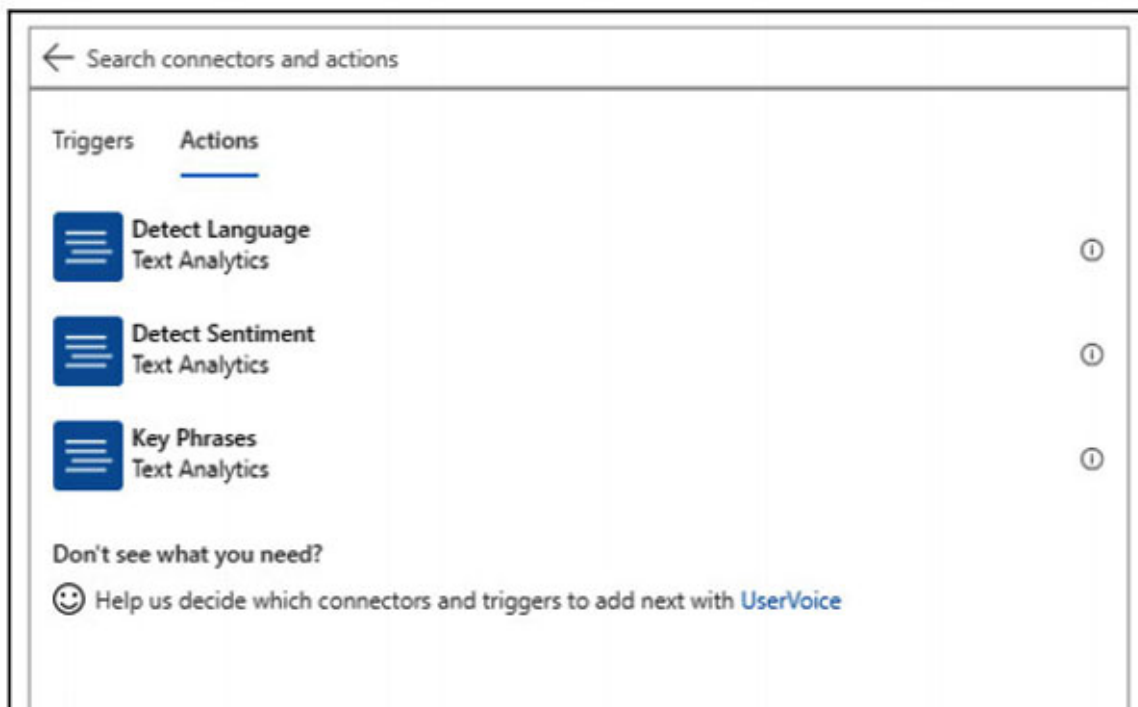 Search connectors and actions
Triggers Actions
Detect Language
Text Analytics
Detect Sentiment
Text Analytics
Key Phrases
Text Analytics
Don't see what you need?
Help us decide which connectors and triggers to add next with UserVoice